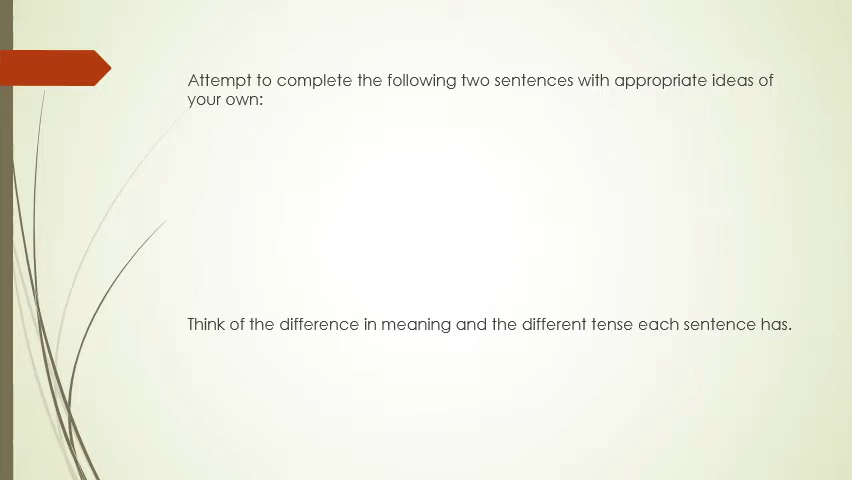 Attempt to complete the following two sentences with appropriate ideas of
your own:
Think of the difference in meaning and the different tense each sentence has.